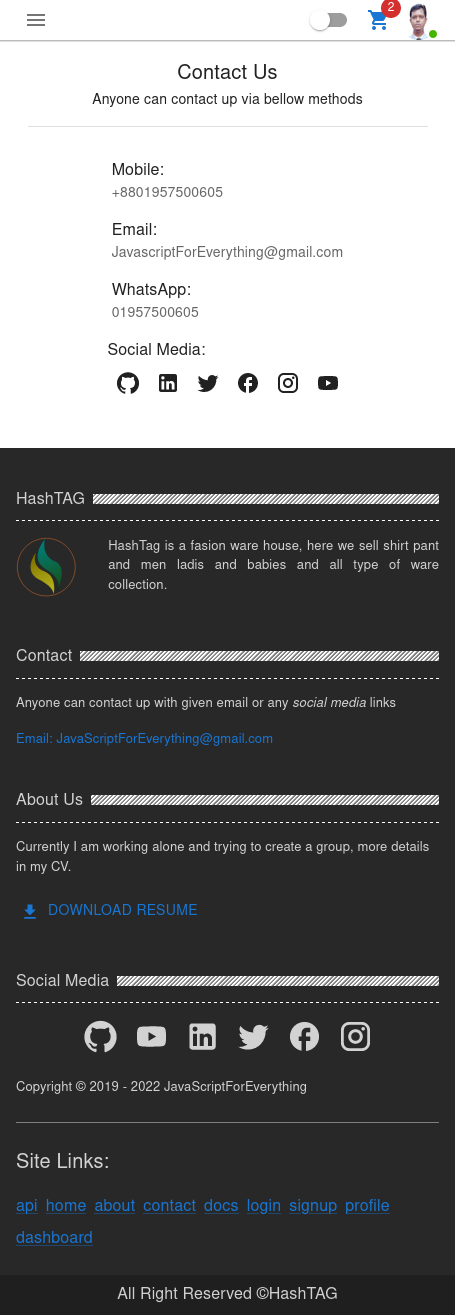 2
Contact Us
Anyone can contact up via bellow methods
Mobile:
+8801957500605
Email:
JavascriptForEverything@gmail.com
WhatsApp:
01957500605
Social Media:
HashTAG
HashTag is a fasion ware house, here we sell shirt pant
and men ladis and babies and all type of ware
collection.
Contact
Anyone can contact up with given email or any social media links
Email: JavaScriptForEverything@gmail.com
About Us
Currently I am working alone and trying to create a group, more details
in my CV.
DOWNLOAD RESUME
Social Media
Copyright © 2019 - 2022 JavaScriptForEverything
Site Links:
api home about contact docs login signup profile
dashboard
All Right Reserved ©HashTAG